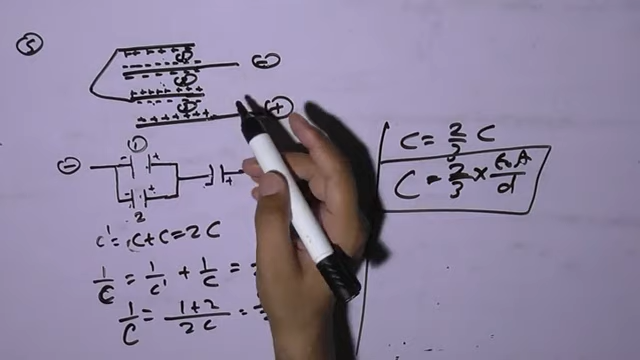 5
+ + + + + + +
- - - - - - -
-
+ + + + + +
+
- 1 +
-
- 2 +
+
C' = C + C = 2C
1/C = 1/C' + 1/C =
1/C = 1+2/2C =
C = 2/3 C
C = 2/3 × ε₀A/d